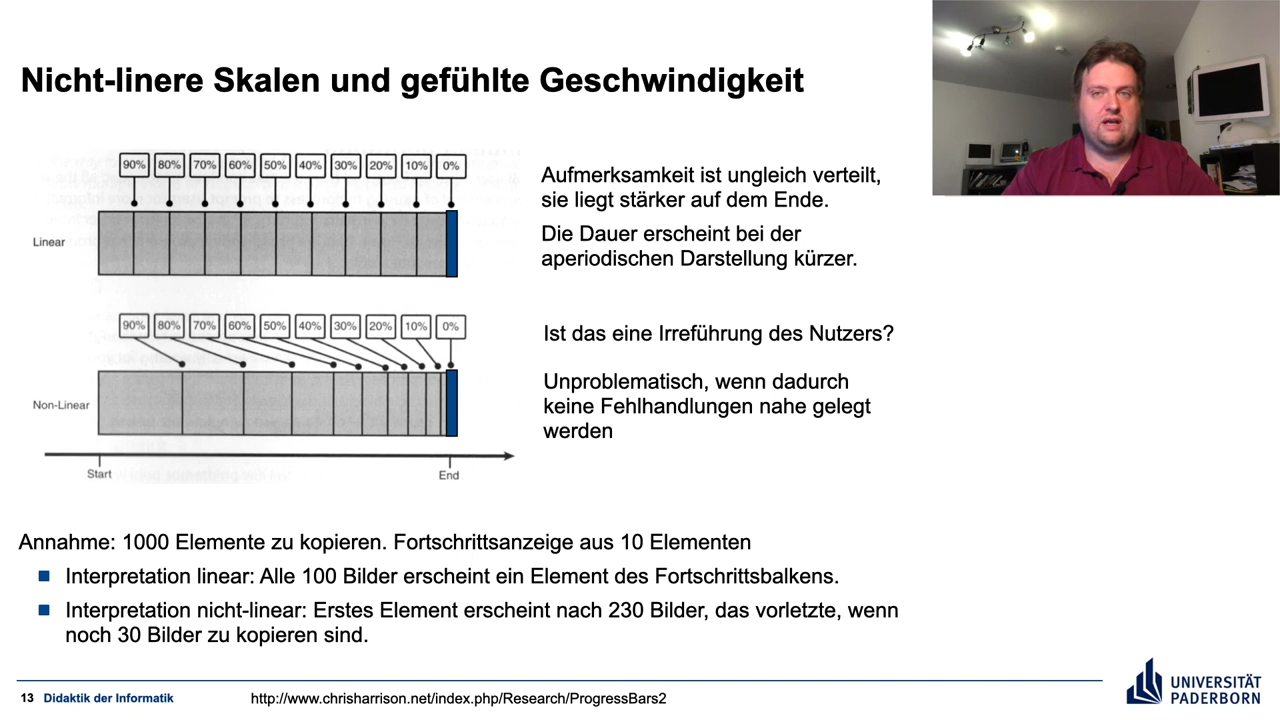 Nicht-linere Skalen und gefühlte Geschwindigkeit
90% 80% 70% 60% 50% 40% 30% 20% 10% 0%
Linear
Aufmerksamkeit ist ungleich verteilt,
sie liegt stärker auf dem Ende.
Die Dauer erscheint bei der
aperiodischen Darstellung kürzer.
90% 80% 70% 60% 50% 40% 30% 20% 10% 0%
Non-Linear
Start
End
Ist das eine Irreführung des Nutzers?
Unproblematisch, wenn dadurch
keine Fehlhandlungen nahe gelegt
werden
Annahme: 1000 Elemente zu kopieren. Fortschrittsanzeige aus 10 Elementen
Interpretation linear: Alle 100 Bilder erscheint ein Element des Fortschrittsbalkens.
Interpretation nicht-linear: Erstes Element erscheint nach 230 Bilder, das vorletzte, wenn
noch 30 Bilder zu kopieren sind.
13 Didaktik der Informatik
http://www.chrisharrison.net/index.php/Research/ProgressBars2
UNIVERSITÄT
PADERBORN